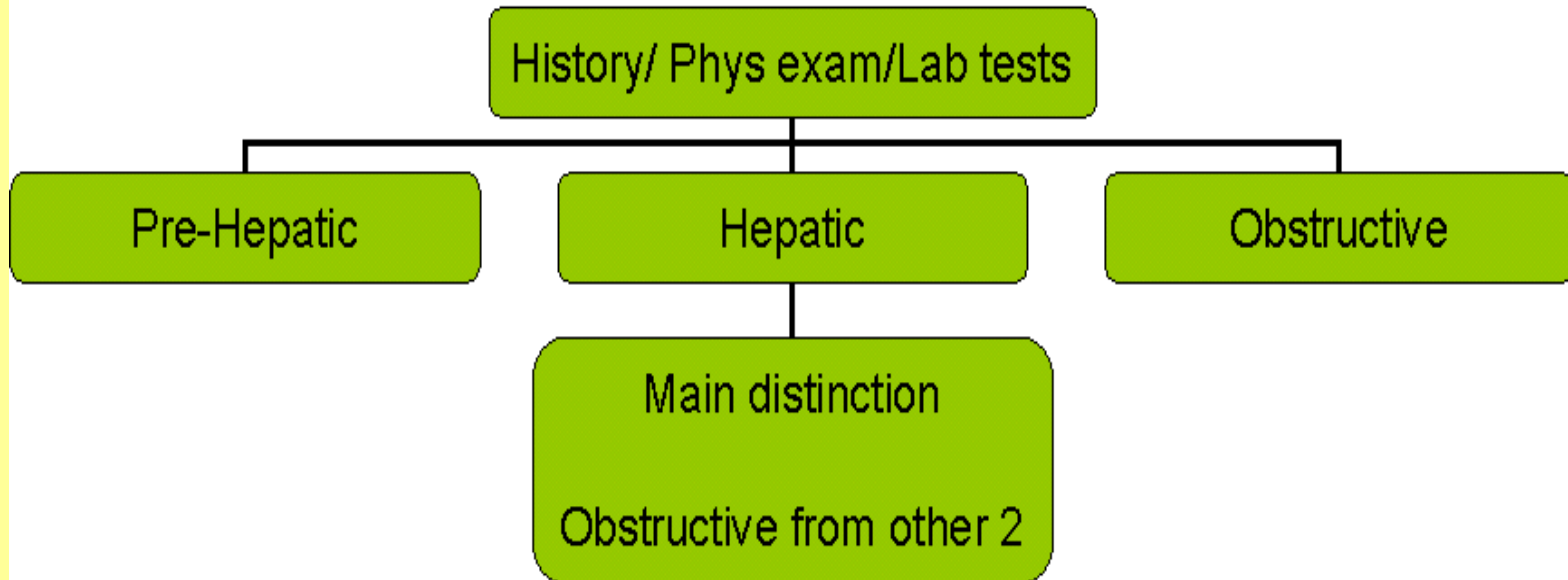 History/ Phys exam/Lab tests
Pre-Hepatic
Hepatic
Obstructive
Main distinction
Obstructive from other 2